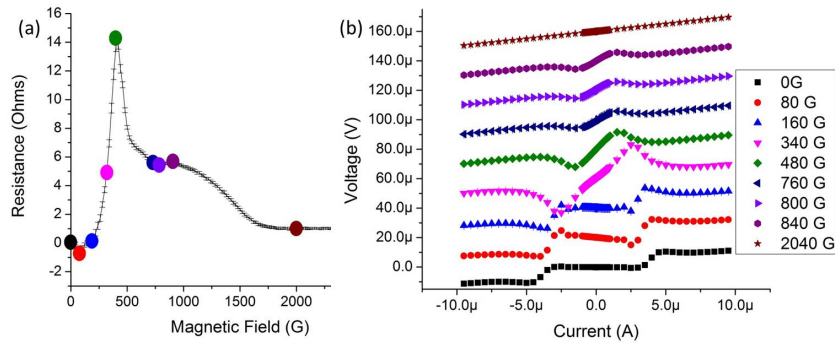 (a)
16
14
12
10
8
6
4
2
0
-2
Resistance (Ohms)
0 500 1000 1500 2000
Magnetic Field (G)
(b)
160.0µ
140.0µ
120.0µ
100.0µ
80.0µ
60.0µ
40.0µ
20.0µ
0.0
Voltage (V)
-10.0µ -5.0µ 0.0 5.0µ 10.0µ
Current (A)
0G
80 G
160 G
340 G
480 G
760 G
800 G
840 G
2040 G